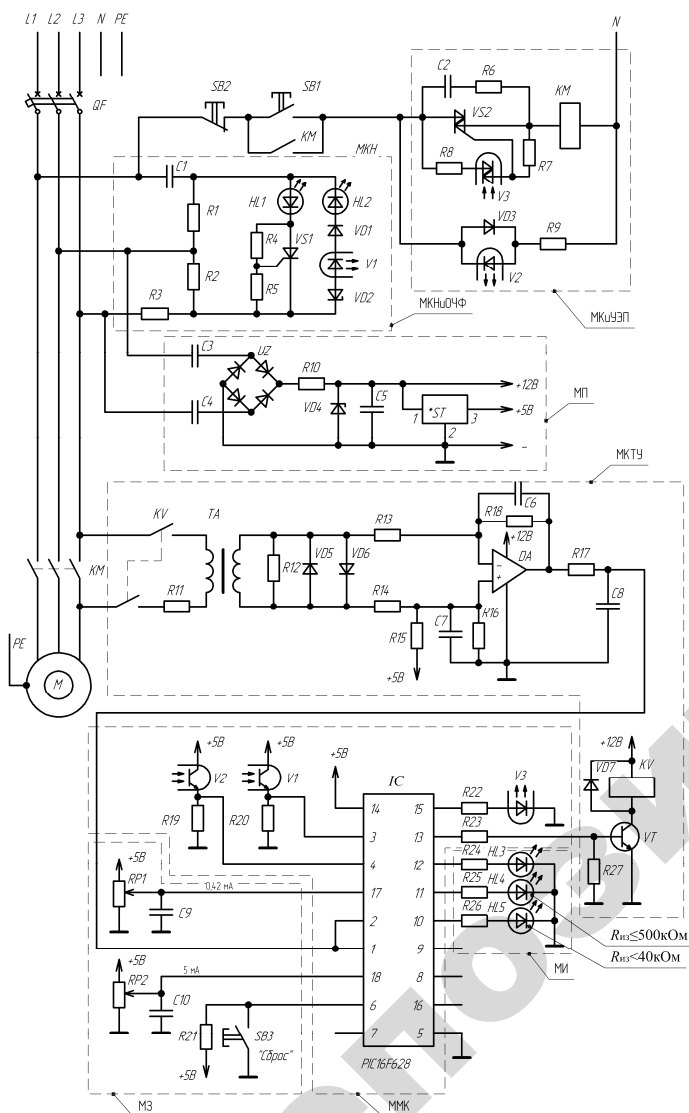 L1 L2 L3 N PE
N
QF
SB2
SB1
KM
МКН
C1
R1
R2
R3
HL1
HL2
R4
VS1
VD1
V1
R5
VD2
МКНиОЧФ
C2
R6
VS2
KM
R8
R7
V3
VD3
R9
V2
МКиУЭП
C3
UZ
C4
R10
VD4
C5
*ST
1
3
2
+12В
+5В
-
МП
МКТУ
KV
TA
R11
R12
VD5
VD6
R13
R14
R15
+5В
C7
R16
C6
R18
+12В
DA
-
+
R17
C8
KM
PE
M
+5В
V2
+5В
V1
+5В
IC
R19
R20
14
3
4
17
2
1
18
6
7
15
13
12
11
10
9
8
16
5
PIC16F628
R22
V3
R23
R24
HL3
R25
HL4
R26
HL5
+12В
VD7
KV
VT
R27
Rиз≤500кОм
Rиз<40кОм
МИ
+5В
RP1
0,42 мА
C9
+5В
RP2
5 мА
C10
R21
+5В
SB3
"Сброс"
МЗ
ММК